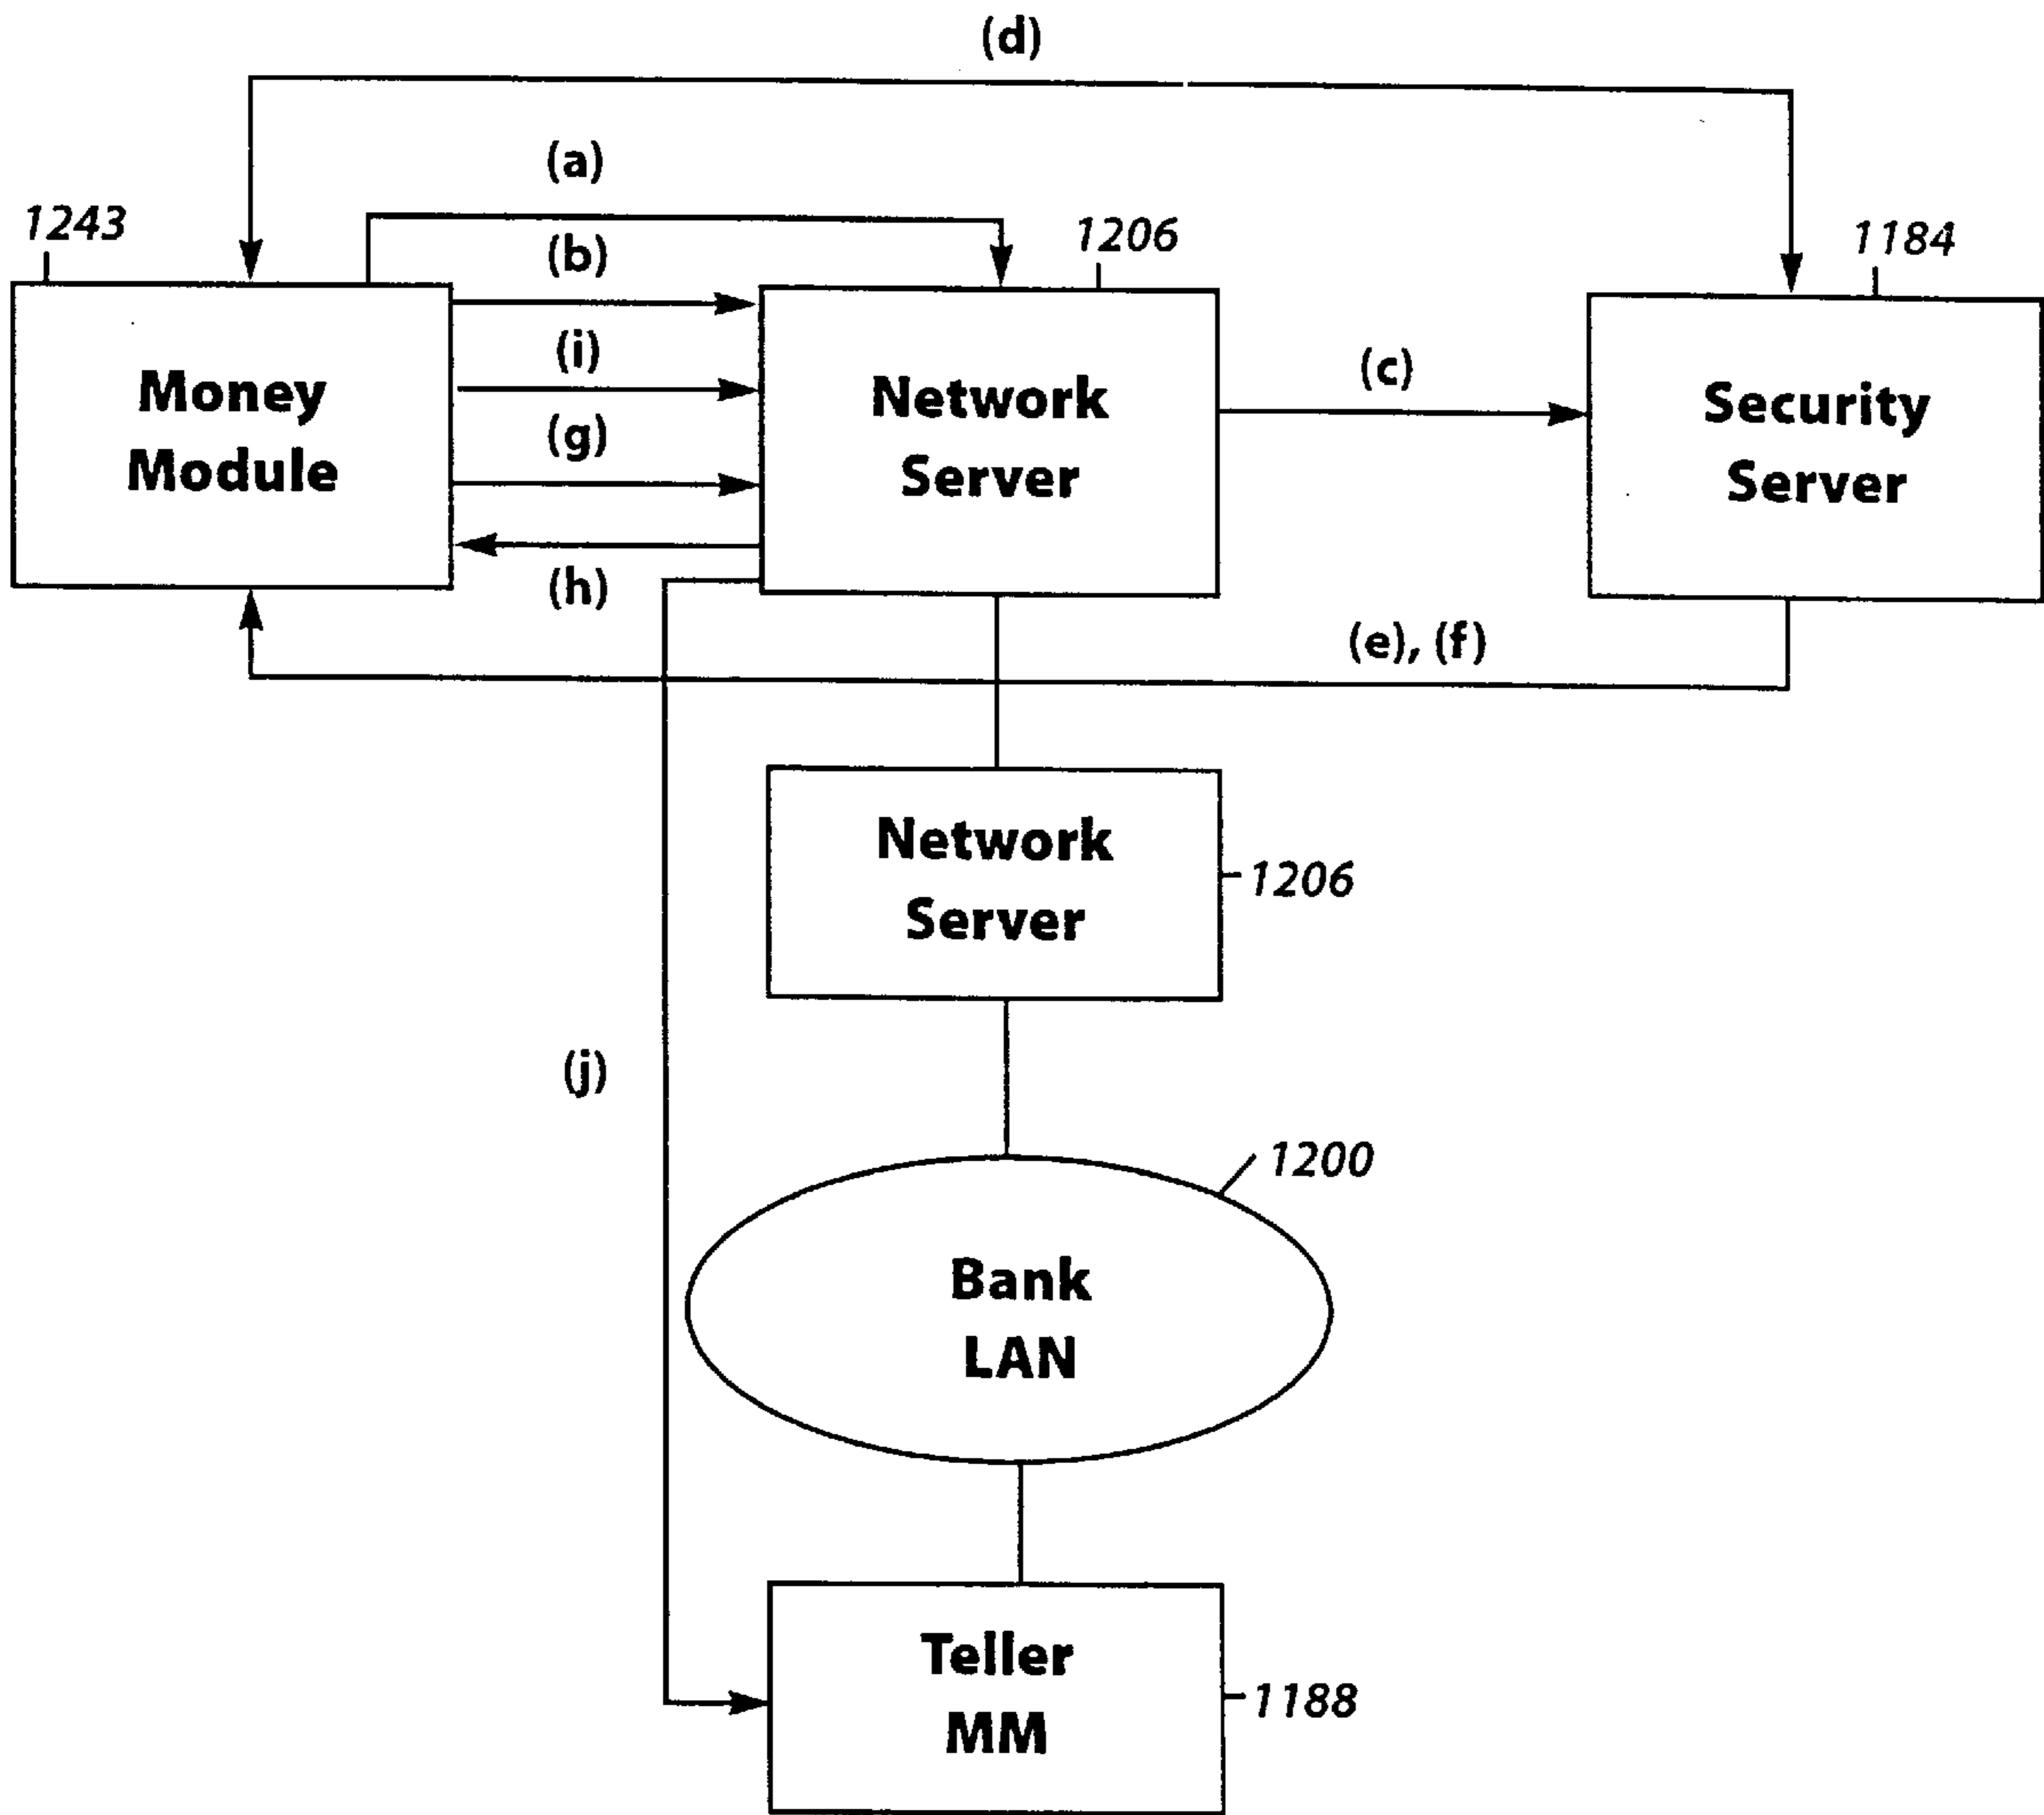 (d)
(a)
1243
(b)
1206
1184
Money
Module
(i)
(g)
(h)
Network
Server
(c)
Security
Server
(e), (f)
Network
Server
1206
(j)
1200
Bank
LAN
Teller
MM
1188